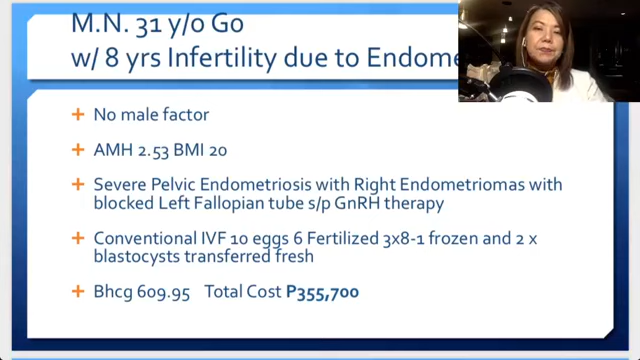 M.N. 31 y/o G0
w/ 8 yrs Infertility due to Endome
+ No male factor
+ AMH 2.53 BMI 20
+ Severe Pelvic Endometriosis with Right Endometriomas with
blocked Left Fallopian tube s/p GnRH therapy
+ Conventional IVF 10 eggs 6 Fertilized 3x8-1 frozen and 2 x
blastocysts transferred fresh
+ Bhcg 609.95 Total Cost P355,700